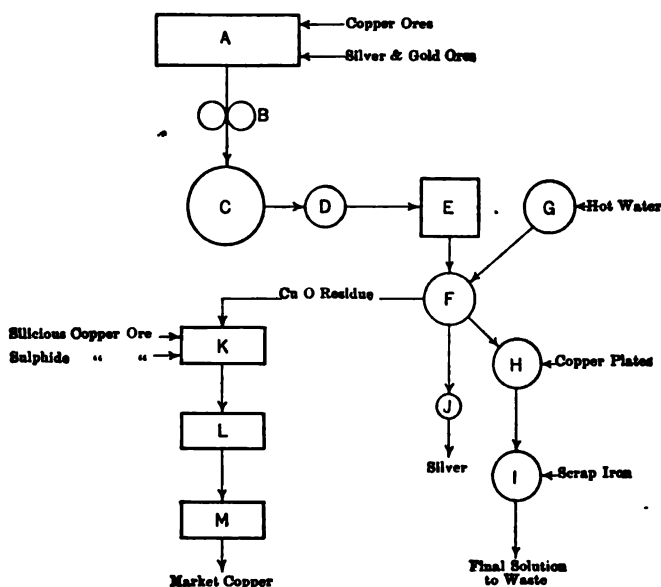 Copper Ores
A
Silver & Gold Ores
B
C
D
E
G
Hot Water
Cu O Residue
F
Silicious Copper Ore
Sulphide “ “
K
H
Copper Plates
J
L
Silver
I
Scrap Iron
M
Market Copper
Final Solution
to Waste